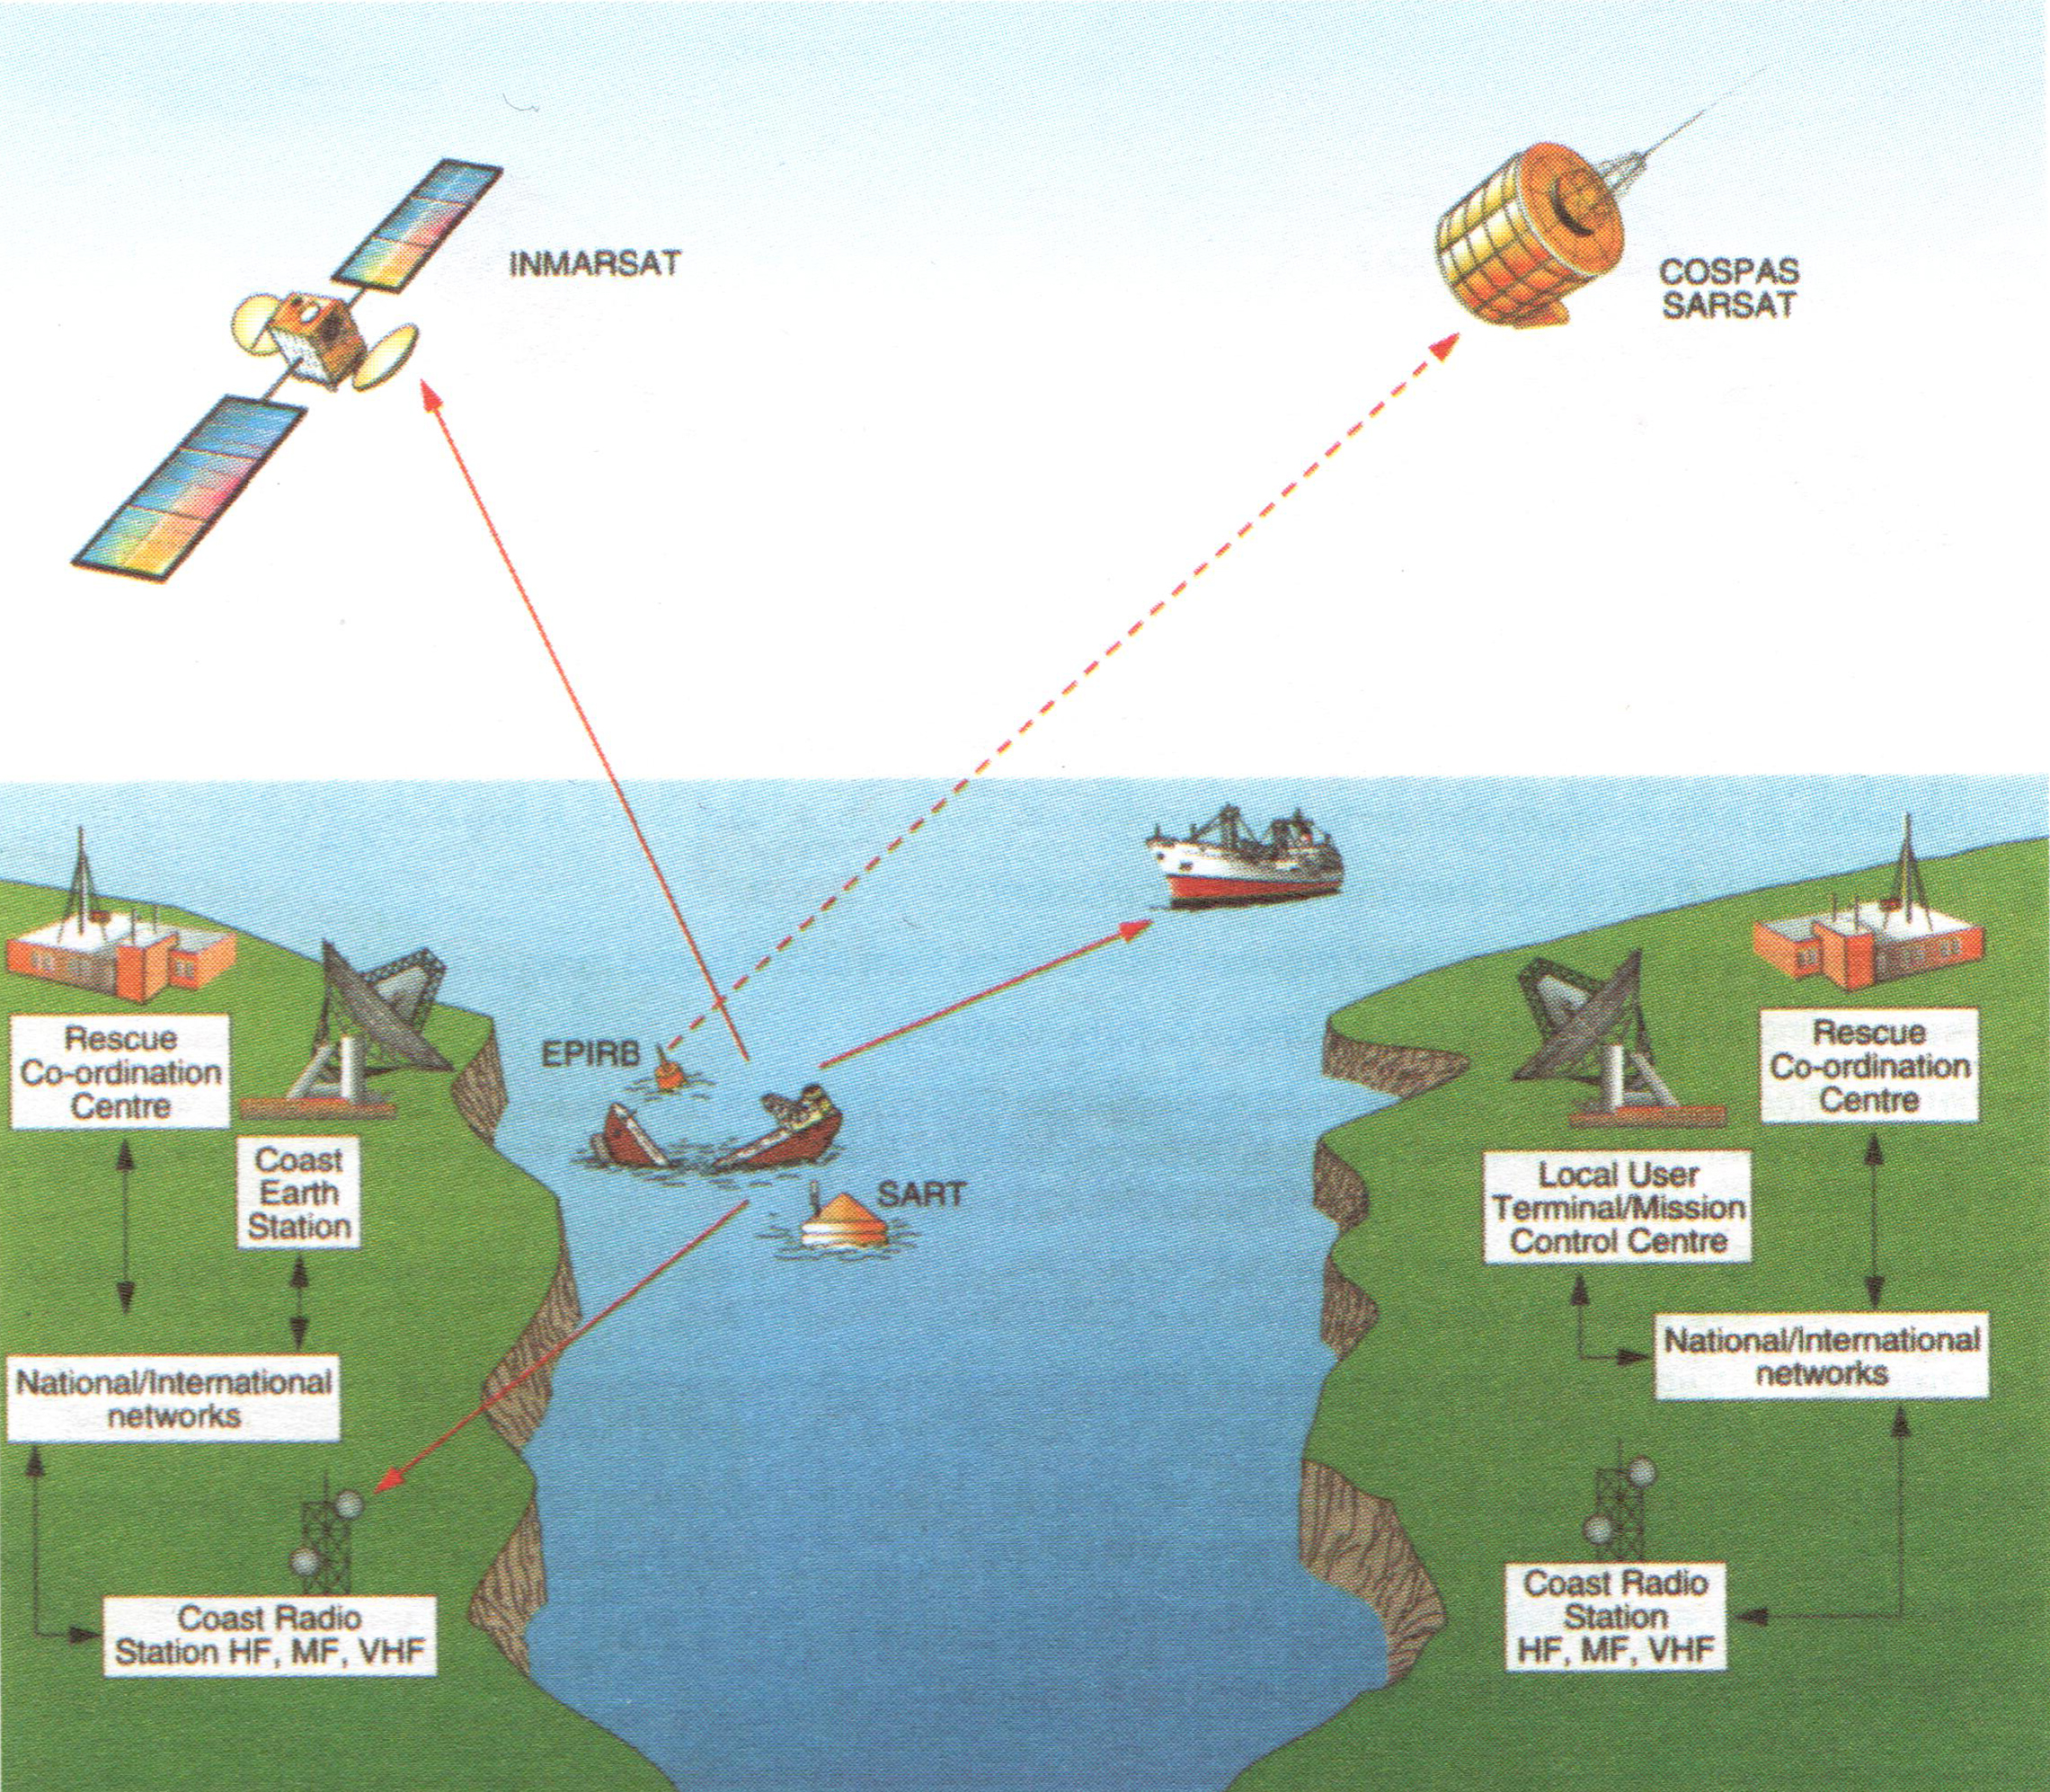 INMARSAT
COSPAS
SARSAT
EPIRB
SART
Rescue
Co-ordination
Centre
Coast
Earth
Station
National/International
networks
Coast Radio
Station HF, MF, VHF
Rescue
Co-ordination
Centre
Local User
Terminal/Mission
Control Centre
National/International
networks
Coast Radio
Station
HF, MF, VHF